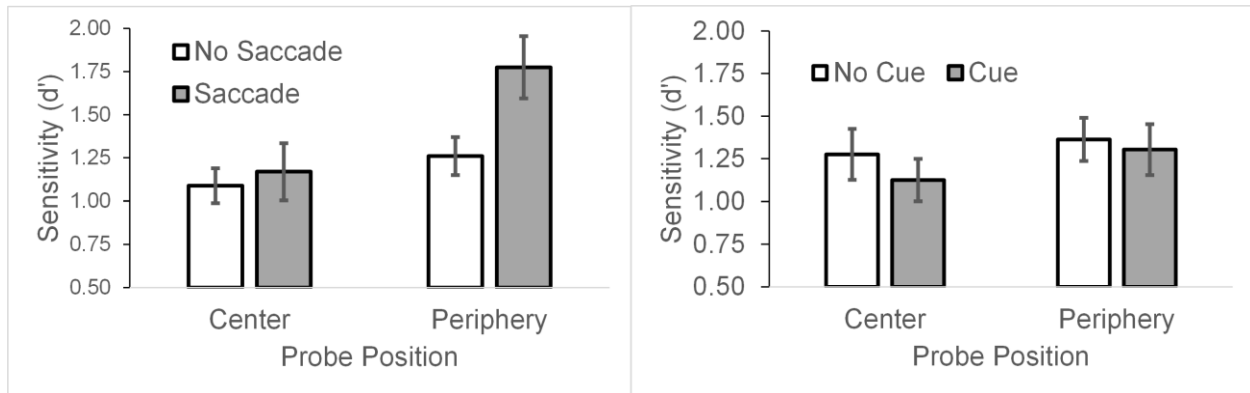 2.00
1.75
1.50
1.25
1.00
0.75
0.50
Sensitivity (d')
No Saccade
Saccade
Center
Periphery
Probe Position
2.00
1.75
1.50
1.25
1.00
0.75
0.50
Sensitivity (d')
No Cue Cue
Center
Periphery
Probe Position